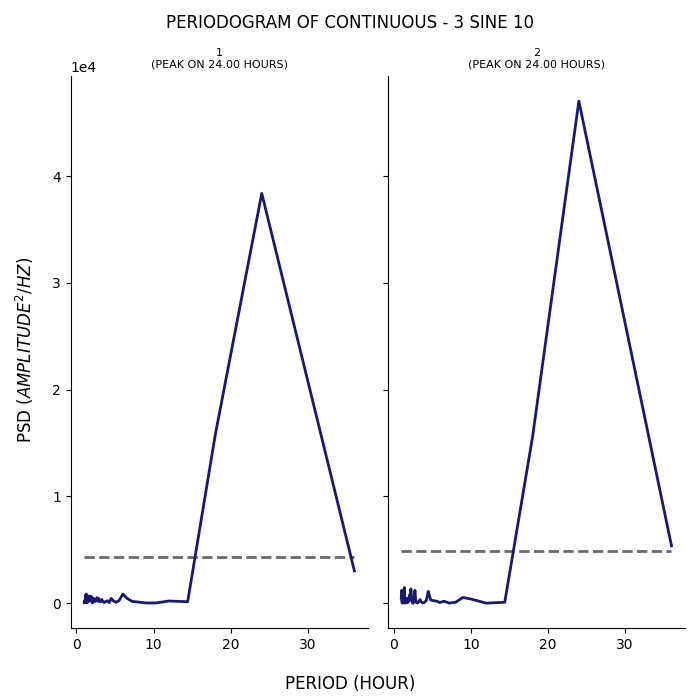 PERIODOGRAM OF CONTINUOUS - 3 SINE 10
1
(PEAK ON 24.00 HOURS)
2
(PEAK ON 24.00 HOURS)
1e4
4
3
2
1
0
PSD (AMPLITUDE²/HZ)
0 10 20 30
0 10 20 30
PERIOD (HOUR)